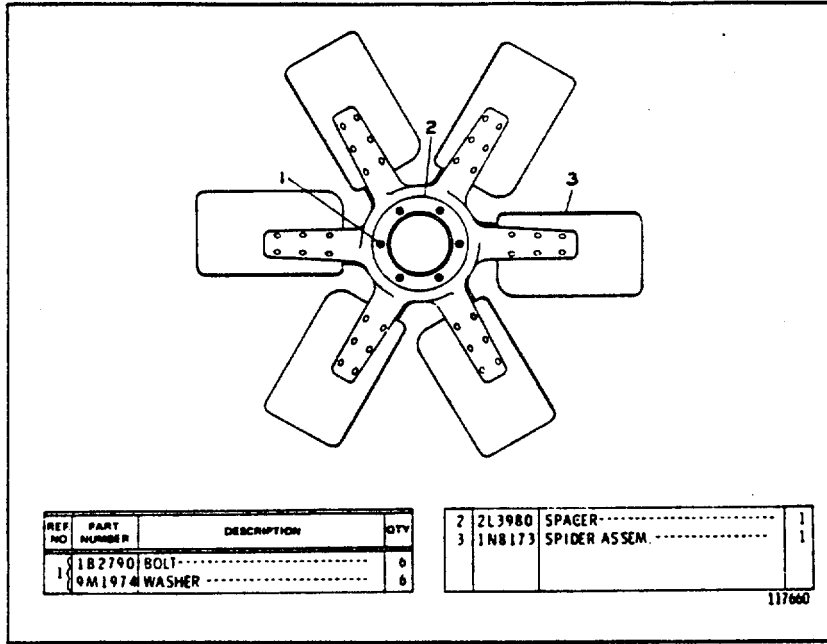 2
1
3
REF NO PART NUMBER DESCRIPTION QTY
1 { 1B2790 BOLT 6
9M1974 WASHER 6
2 2L3980 SPACER 1
3 1N8173 SPIDER ASSEM. 1
117660